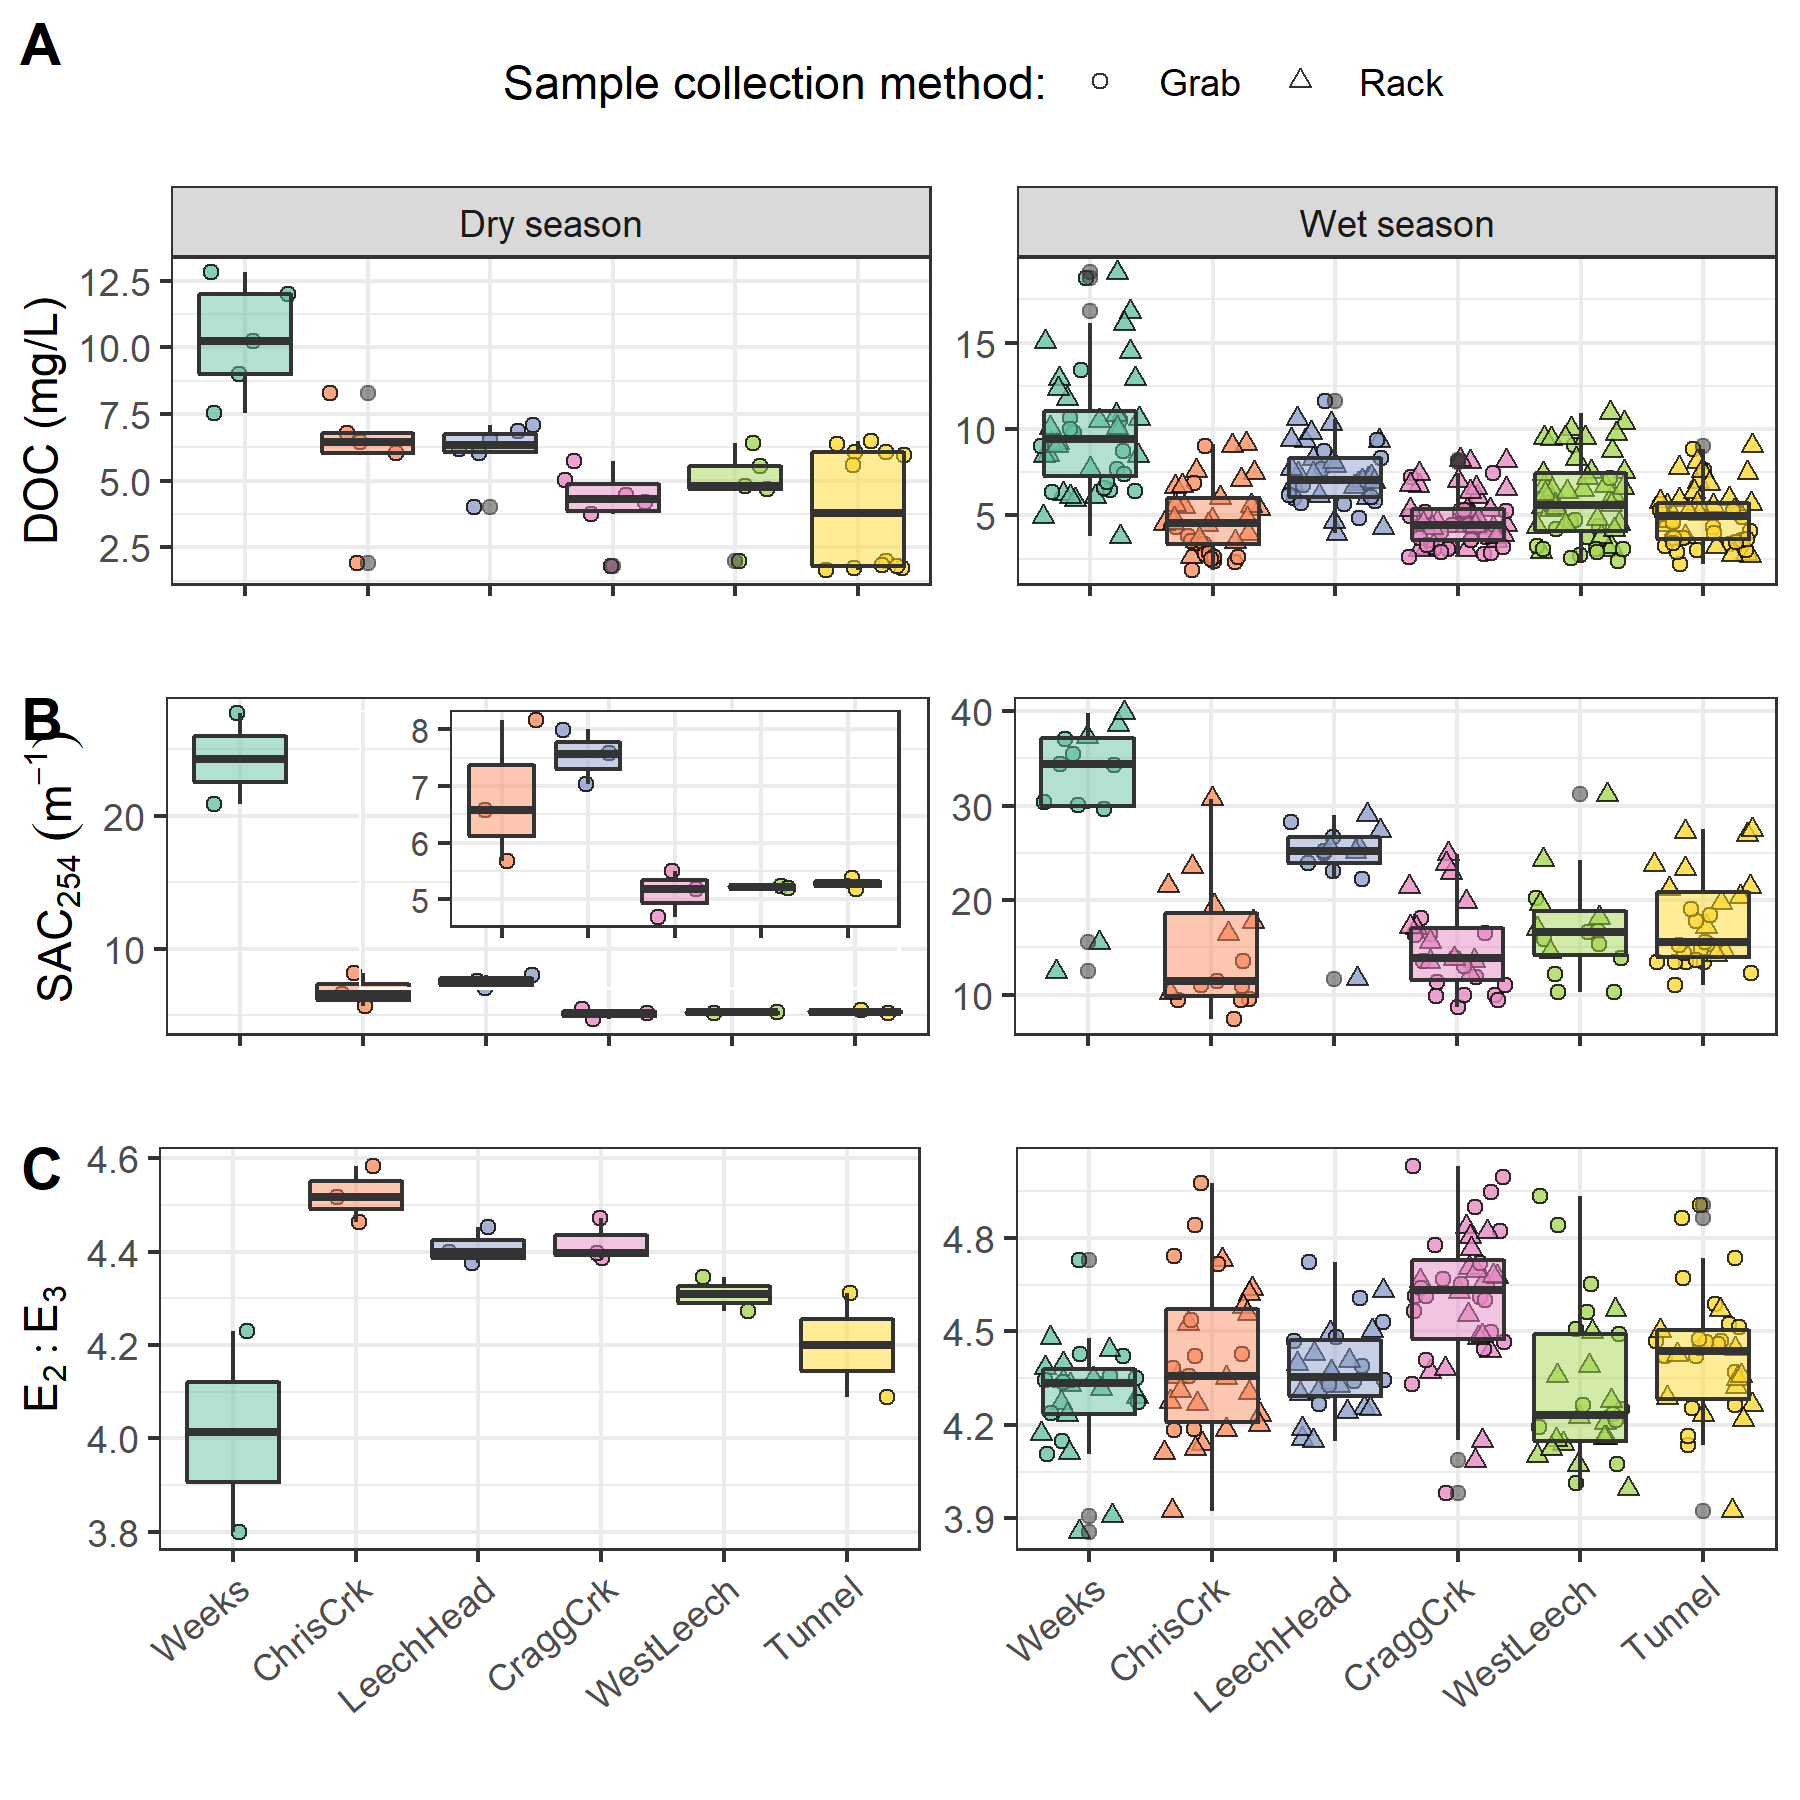 A
Sample collection method: Grab Rack
Dry season Wet season
DOC (mg/L)
12.5
10.0
7.5
5.0
2.5
15
10
5
B
SAC₂₅₄ (m⁻¹)
20
10
8
7
6
5
40
30
20
10
C
E₂ : E₃
4.6
4.4
4.2
4.0
3.8
4.8
4.5
4.2
3.9
Weeks ChrisCrk LeechHead CraggCrk WestLeech Tunnel
Weeks ChrisCrk LeechHead CraggCrk WestLeech Tunnel